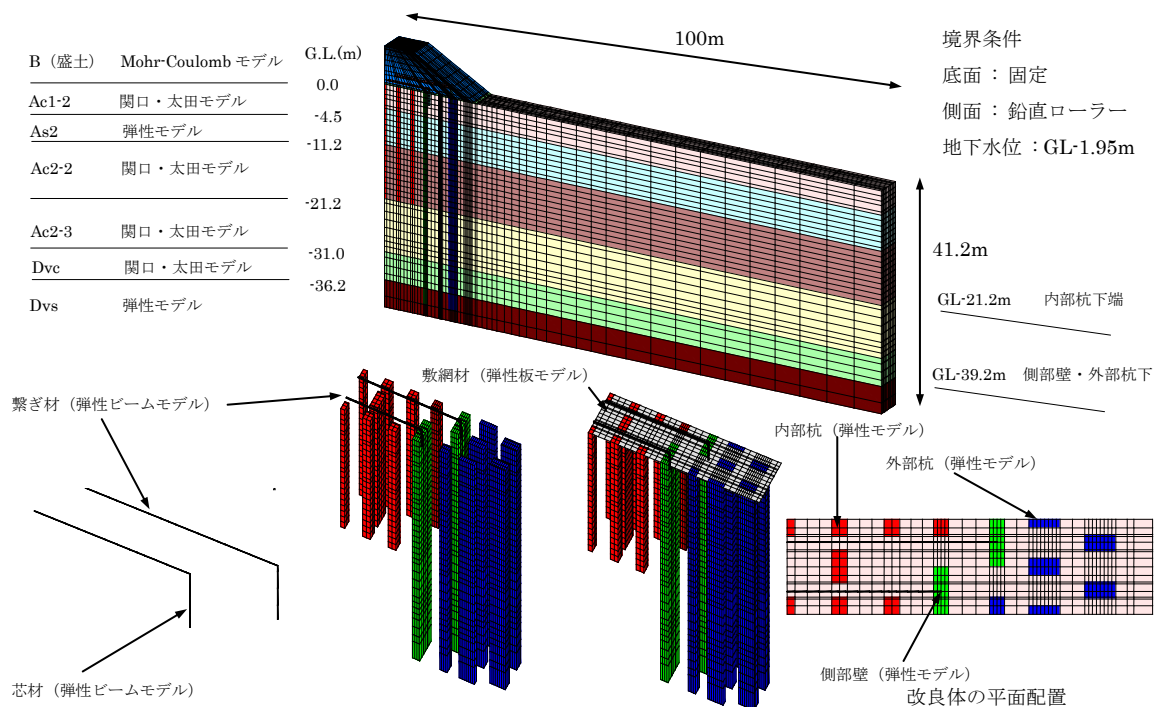 B（盛土） Mohr-Coulomb モデル
G.L.(m)
0.0
Ac1-2 関口・太田モデル
-4.5
As2 弾性モデル
-11.2
Ac2-2 関口・太田モデル
-21.2
Ac2-3 関口・太田モデル
-31.0
Dvc 関口・太田モデル
-36.2
Dvs 弾性モデル
100m
境界条件
底面：固定
側面：鉛直ローラー
地下水位：GL-1.95m
41.2m
GL-21.2m 内部杭下端
GL-39.2m 側部壁・外部杭下
繋ぎ材（弾性ビームモデル）
敷網材（弾性板モデル）
内部杭（弾性モデル）
外部杭（弾性モデル）
側部壁（弾性モデル）
芯材（弾性ビームモデル）
改良体の平面配置